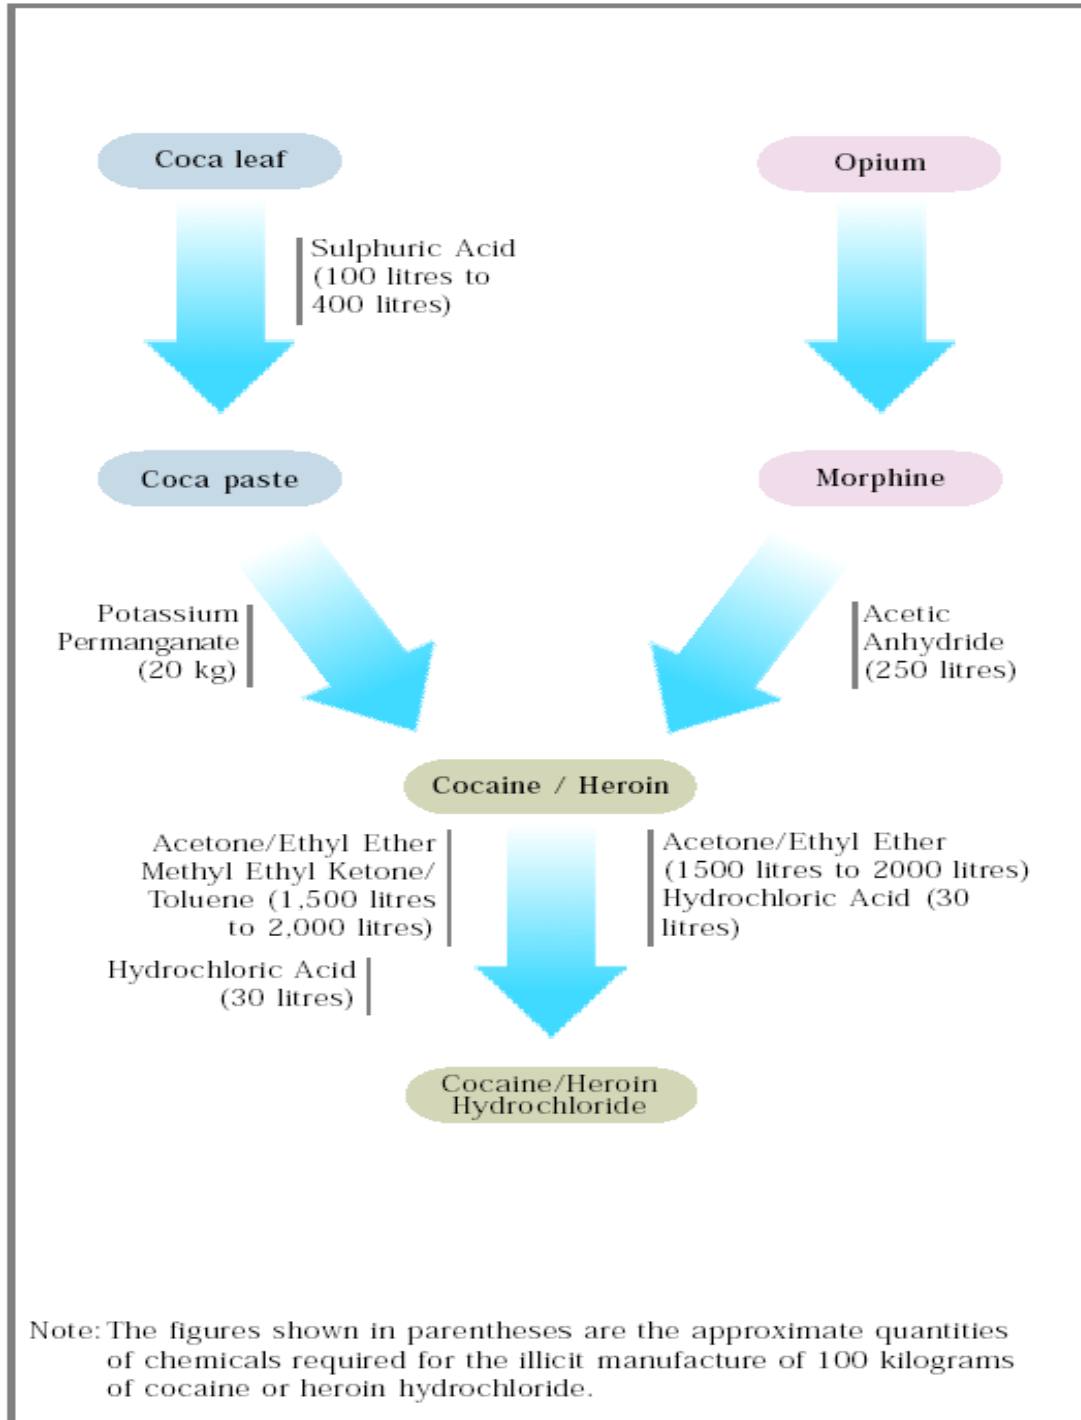 Coca leaf
Opium
Sulphuric Acid
(100 litres to
400 litres)
Coca paste
Morphine
Potassium
Permanganate
(20 kg)
Acetic
Anhydride
(250 litres)
Cocaine / Heroin
Acetone/Ethyl Ether
Methyl Ethyl Ketone/
Toluene (1,500 litres
to 2,000 litres)
Hydrochloric Acid
(30 litres)
Acetone/Ethyl Ether
(1500 litres to 2000 litres)
Hydrochloric Acid (30
litres)
Cocaine/Heroin
Hydrochloride
Note: The figures shown in parentheses are the approximate quantities
of chemicals required for the illicit manufacture of 100 kilograms
of cocaine or heroin hydrochloride.